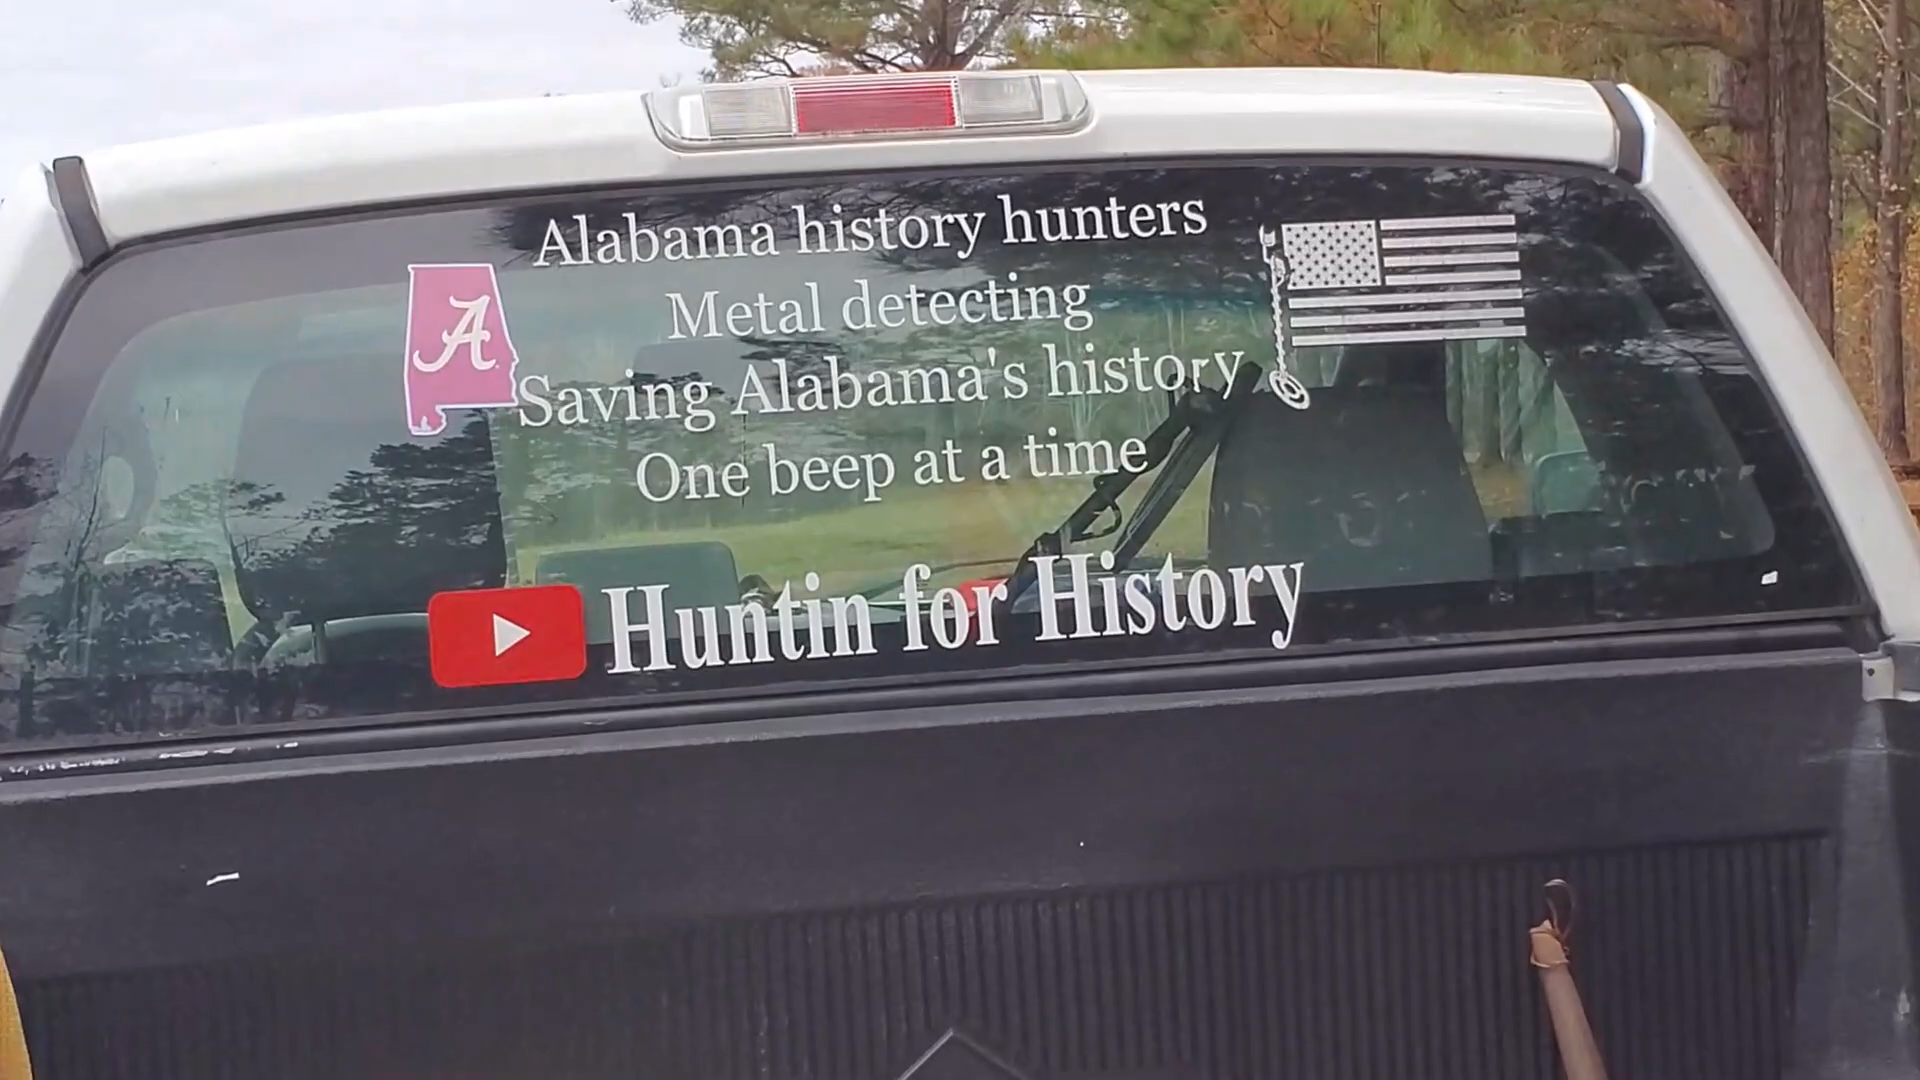 Alabama history hunters
Metal detecting
A
Saving Alabama's history
One beep at a time
Huntin for History